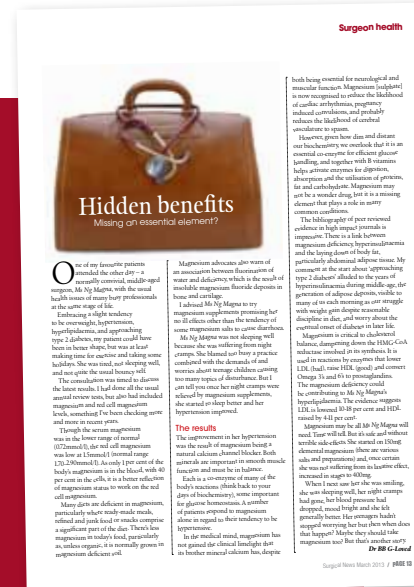 Surgeon health
Hidden benefits
Missing an essential element?
One of my favourite patients
attended the other day – a
normally convivial, middle-aged
surgeon, Ms Ng Magna, with the usual
health issues of many busy professionals
at the same stage of life.
Embracing a slight tendency
to be overweight, hypertension,
hyperlipidaemia, and approaching
type 2 diabetes, my patient could have
been in better shape, but was at least
making time for exercise and taking some
holidays. She was tired, not sleeping well,
and not quite the usual bouncy self.
The consultation was timed to discuss
the latest results. I had done all the usual
annual review tests, but also had included
magnesium and red cell magnesium
levels, something I've been checking more
and more in recent years.
Though the serum magnesium
was in the lower range of normal
(0.72mmol/l), the red cell magnesium
was low at 1.5mmol/l (normal range
1.70-2.90mmol/l). As only 1 per cent of the
body's magnesium is in the blood, with 40
per cent in the cells, it is a better reflection
of magnesium status to work on the red
cell magnesium.
Many diets are deficient in magnesium,
particularly where ready-made meals,
refined and junk food or snacks comprise
a significant part of the diet. There's less
magnesium in today's food, particularly
as, unless organic, it is normally grown in
magnesium deficient soil.
Magnesium advocates also warn of
an association between fluorination of
water and deficiency, which is the result of
insoluble magnesium fluoride deposits in
bone and cartilage.
I advised Ms Ng Magna to try
magnesium supplements promising her
no ill effects other than the tendency of
some magnesium salts to cause diarrhoea.
Ms Ng Magna was not sleeping well
because she was suffering from night
cramps. She blamed too busy a practice
combined with the demands of and
worries about teenage children causing
too many topics of disturbance. But I
can tell you once her night cramps were
relieved by magnesium supplements,
she started to sleep better and her
hypertension improved.
The results
The improvement in her hypertension
was the result of magnesium being a
natural calcium channel blocker. Both
minerals are important in smooth muscle
function and must be in balance.
Each is a co-enzyme of many of the
body's reactions (think back to your
days of biochemistry), some important
for glucose homeostasis. A number
of patients respond to magnesium
alone in regard to their tendency to be
hypertensive.
In the medical mind, magnesium has
not gained the clinical limelight that
its brother mineral calcium has, despite
both being essential for neurological and
muscular function. Magnesium [sulphate]
is now recognised to reduce the likelihood
of cardiac arrhythmias, pregnancy
induced convulsions, and probably
reduces the likelihood of cerebral
vasculature to spasm.
However, given how dim and distant
our biochemistry, we overlook that it is an
essential co-enzyme for efficient glucose
handling, and together with B vitamins
helps activate enzymes for digestion,
absorption and the utilisation of proteins,
fat and carbohydrate. Magnesium may
not be a wonder drug, but it is a missing
element that plays a role in many
common conditions.
The bibliography of peer reviewed
evidence in high impact journals is
impressive. There is a link between
magnesium deficiency, hyperinsulinaemia
and the laying down of body fat,
particularly abdominal adipose tissue. My
comment at the start about 'approaching
type 2 diabetes' alluded to the years of
hyperinsulinaemia during middle-age, the
generation of adipose deposits, visible to
many of us each morning as our struggle
with weight gain despite reasonable
discipline in diet, and worry about the
eventual onset of diabetes in later life.
Magnesium is critical to cholesterol
balance, dampening down the HMG-CoA
reductase involved in its synthesis. It is
used in reactions by enzymes that lower
LDL (bad), raise HDL (good) and convert
Omega 3's and 6's to prostaglandins.
The magnesium deficiency could
be contributing to Ms Ng Magna's
hyperlipidaemia. The evidence suggests
LDL is lowered 10-18 per cent and HDL
raised by 4-11 per cent.
Magnesium may be all Ms Ng Magna will
need. Time will tell. But it's safe and without
terrible side-effects. She started on 150mg
elemental magnesium (there are various
salts and preparations) and, once certain
she was not suffering from its laxative effect,
increased in stages to 400mg.
When I next saw her she was smiling,
she was sleeping well, her night cramps
had gone, her blood pressure had
dropped, mood bright and she felt
generally better. Her teenagers hadn't
stopped worrying her but then when does
that happen? Maybe they should take
magnesium too? But that's another story.
Dr BB G-Loved
Surgical News March 2013 / PAGE 13